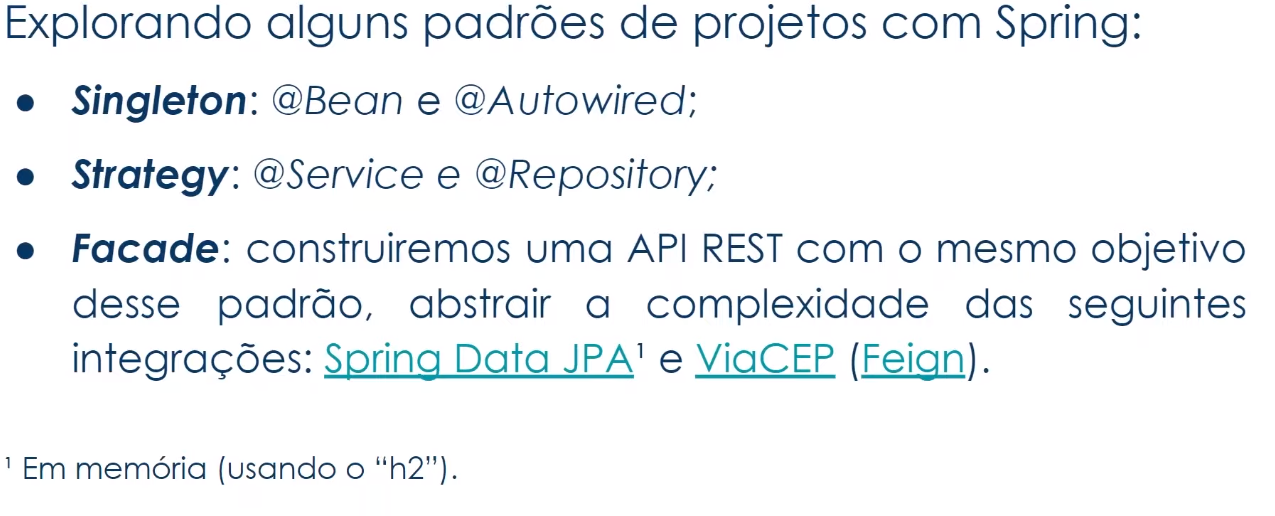 Explorando alguns padrões de projetos com Spring:
● Singleton: @Bean e @Autowired;
● Strategy: @Service e @Repository;
● Facade: construiremos uma API REST com o mesmo objetivo
desse padrão, abstrair a complexidade das seguintes
integrações: Spring Data JPA¹ e ViaCEP (Feign).
¹ Em memória (usando o “h2”).